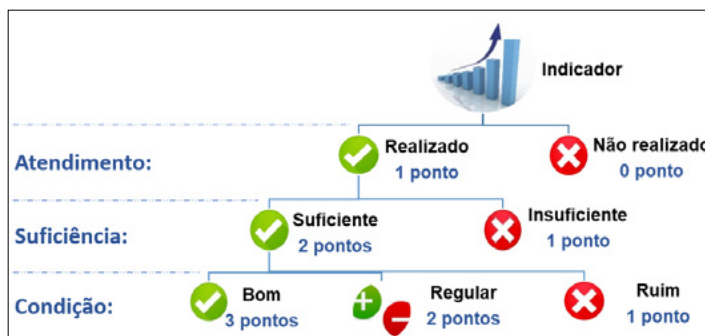 Indicador
Atendimento:
Realizado
1 ponto
Não realizado
0 ponto
Suficiência:
Suficiente
2 pontos
Insuficiente
1 ponto
Condição:
Bom
3 pontos
Regular
2 pontos
Ruim
1 ponto